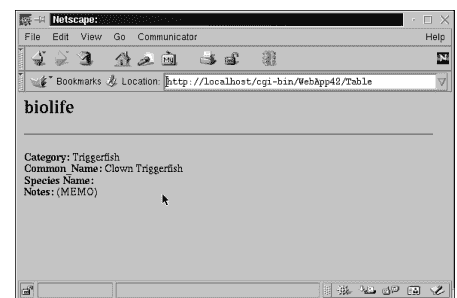 Netscape:
File Edit View Go Communicator Help
My N
Bookmarks Location: http://localhost/cgi-bin/WebApp42/Table
biolife
Category: Triggerfish
Common_Name: Clown Triggerfish
Species Name:
Notes: (MEMO)